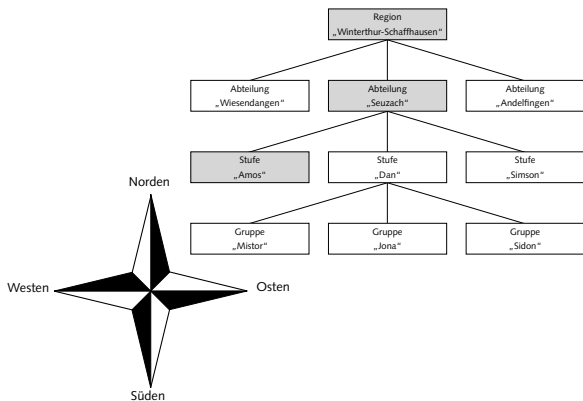 Region
„Winterthur-Schaffhausen“
Abteilung
„Wiesendangen“
Abteilung
„Seuzach“
Abteilung
„Andelfingen“
Stufe
„Amos“
Stufe
„Dan“
Stufe
„Simson“
Gruppe
„Mistor“
Gruppe
„Jona“
Gruppe
„Sidon“
Norden
Westen
Osten
Süden